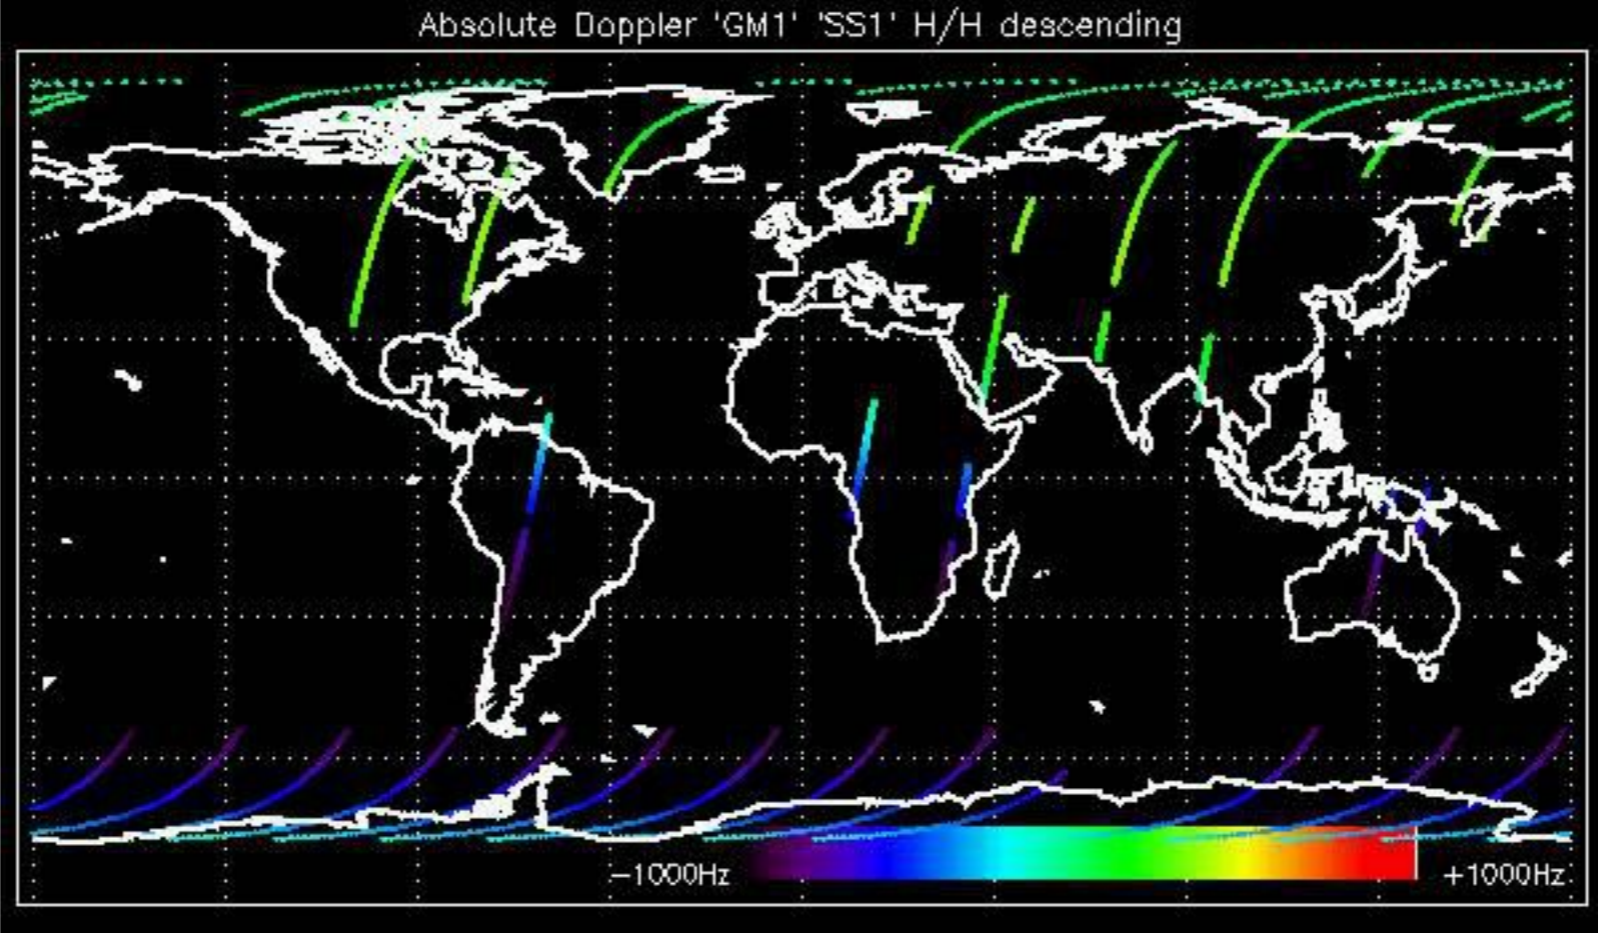 Absolute Doppler 'GM1' 'SS1' H/H descending
−1000Hz
+1000Hz